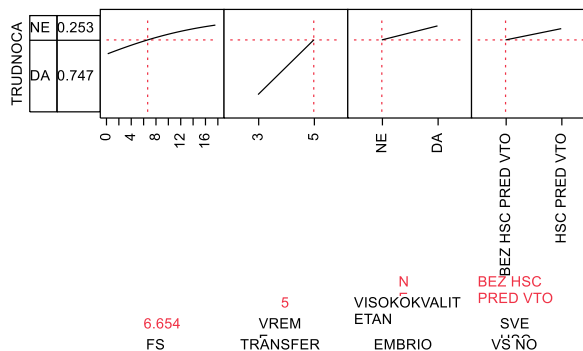 TRUDNOCA
NE 0.253
DA 0.747
0 2 4 6 8 12 16
3 5
NE DA
BEZ HSC PRED VTO
HSC PRED VTO
6.654
FS
5
VREM
TRANSFER
N
VISOKOKVALIT
ETAN
EMBRIO
BEZ HSC
PRED VTO
SVE
VS NO